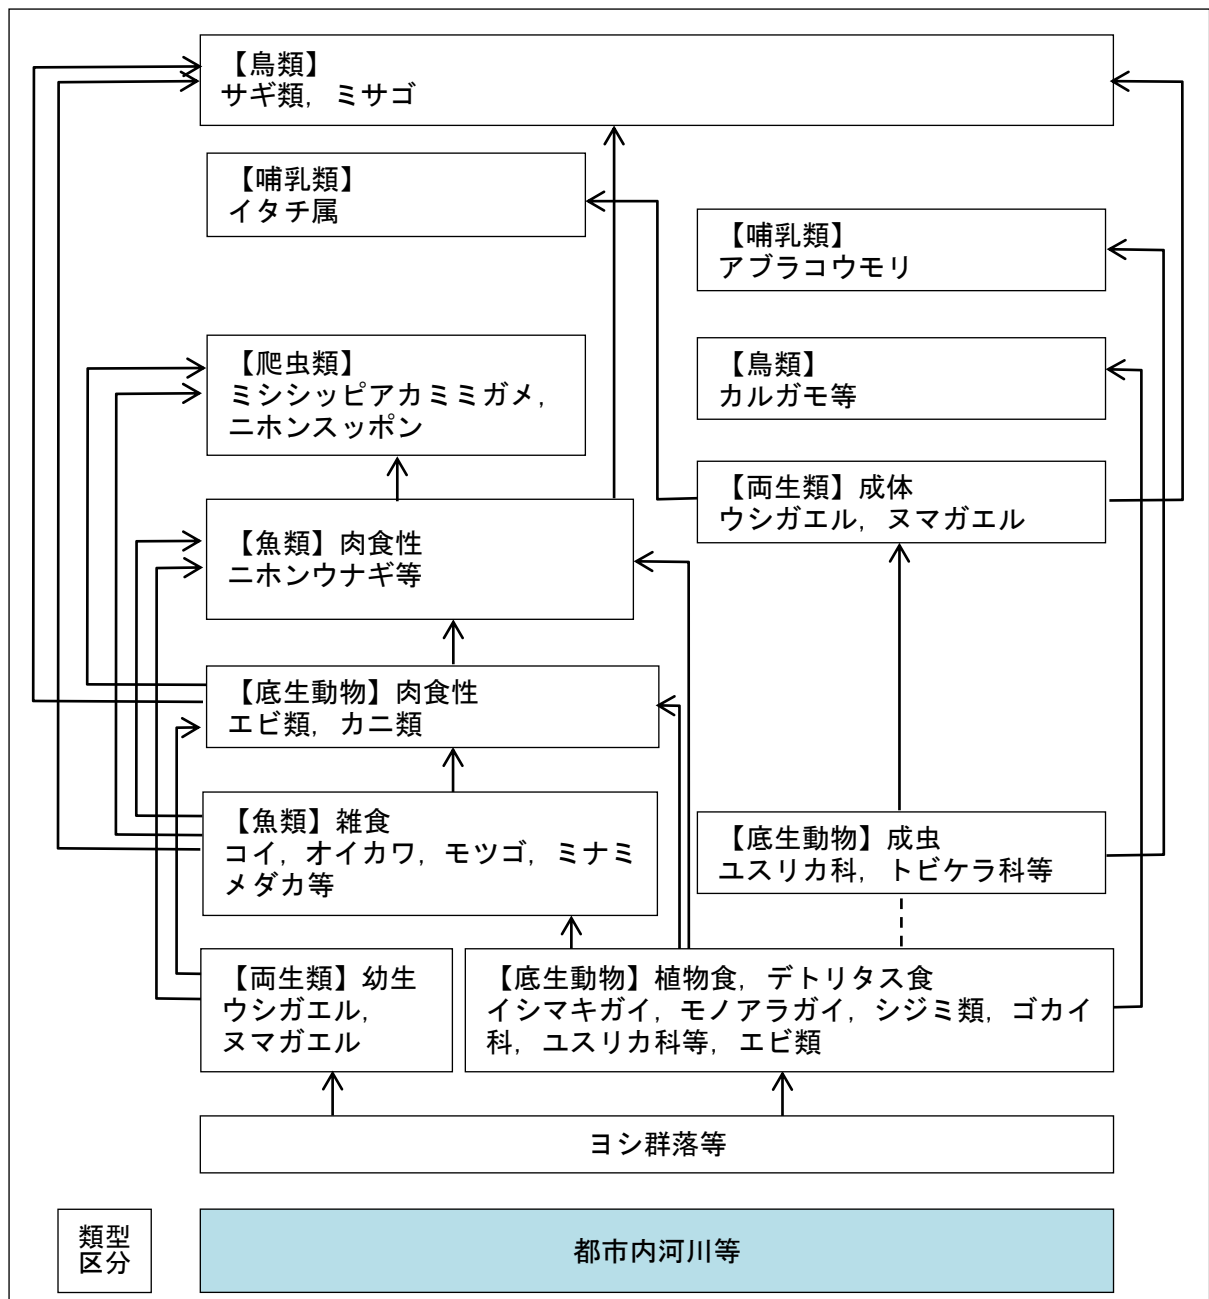 【鳥類】
サギ類，ミサゴ
【哺乳類】
イタチ属
【哺乳類】
アブラコウモリ
【爬虫類】
ミシシッピアカミミガメ，
ニホンスッポン
【鳥類】
カルガモ等
【両生類】成体
ウシガエル，ヌマガエル
【魚類】肉食性
ニホンウナギ等
【底生動物】肉食性
エビ類，カニ類
【魚類】雑食
コイ，オイカワ，モツゴ，ミナミ
メダカ等
【底生動物】成虫
ユスリカ科，トビケラ科等
【両生類】幼生
ウシガエル，
ヌマガエル
【底生動物】植物食，デトリタス食
イシマキガイ，モノアラガイ，シジミ類，ゴカイ
科，ユスリカ科等，エビ類
ヨシ群落等
類型
区分
都市内河川等